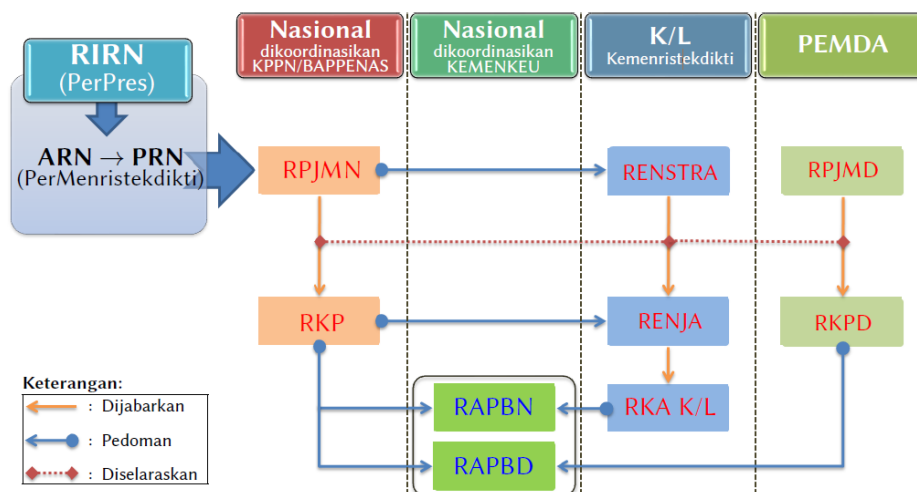 RIRN
(PerPres)
ARN → PRN
(PerMenristekdikti)
Nasional
dikoordinasikan
KPPN/BAPPENAS
Nasional
dikoordinasikan
KEMENKEU
K/L
Kemenristekdikti
PEMDA
RPJMN
RENSTRA
RPJMD
RKP
RENJA
RKPD
RAPBN
RKA K/L
RAPBD
Keterangan:
: Dijabarkan
: Pedoman
: Diselaraskan